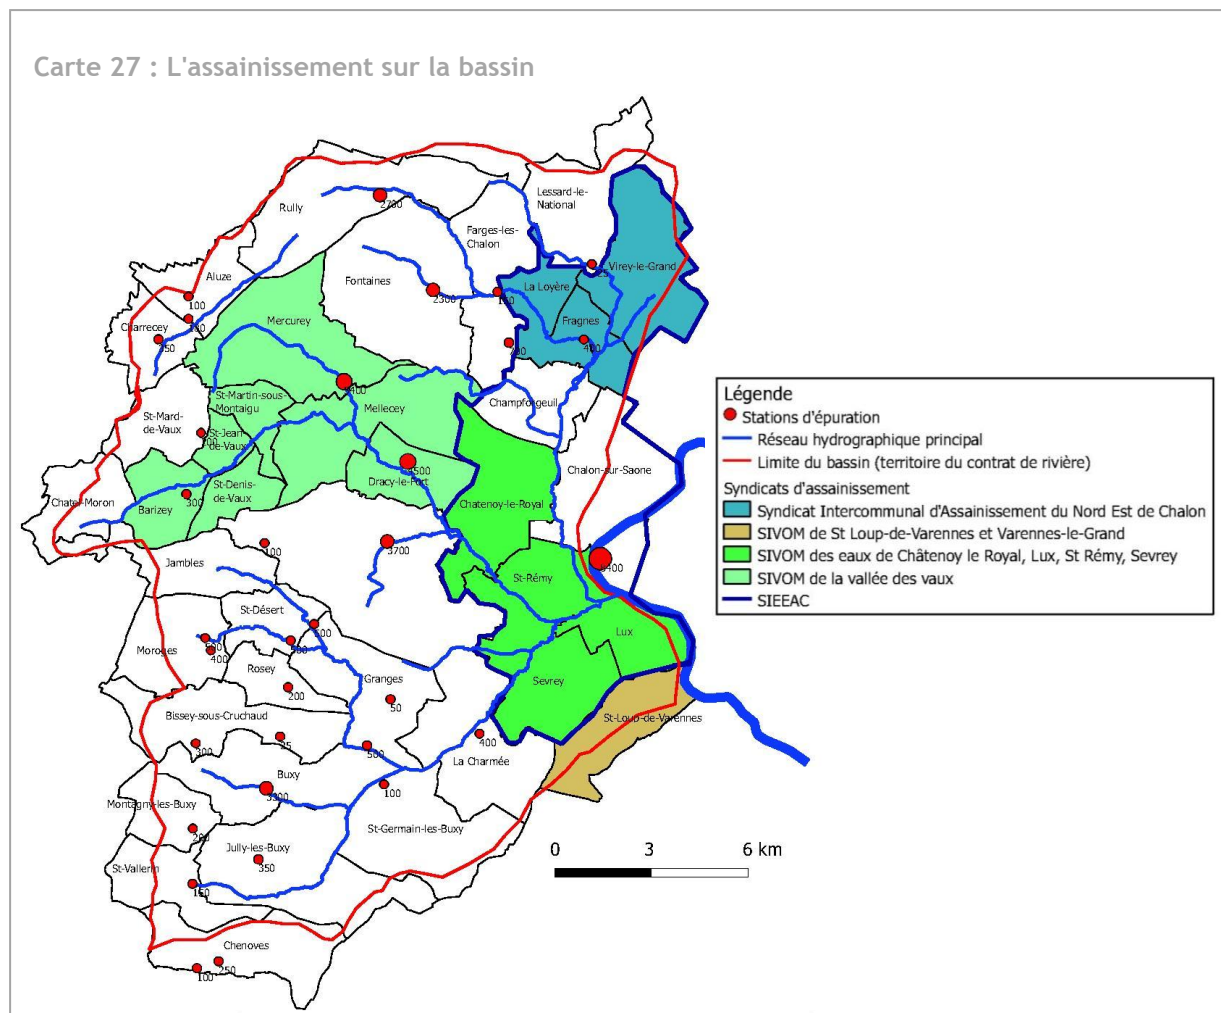 Carte 27 : L'assainissement sur la bassin
Lessard-le-
National
Rully
2700
Farges-les-
Chalon
Aluze
Fontaines
Virey-le-Grand
La Loyère
2300
100
Charrecey
Mercurey
Fragnes
St-Martin-sous-
Montaigu
Mellecey
Champforgeuil
St-Mard-
de-Vaux
St-Jean-
de-Vaux
Chalon-sur-Saone
Dracy-le-Fort
St-Denis-
de-Vaux
Chatel-Moron
Barizey
300
Chatenoy-le-Royal
100
3700
Jambles
St-Rémy
St-Désert
500
Lux
Moroges
400
Rosey
Granges
Sevrey
200
50
Bissey-sous-Cruchaud
St-Loup-de-Varennes
300
500
400
La Charmée
Buxy
3300
100
Montagny-les-Buxy
200
St-Germain-les-Buxy
Jully-les-Buxy
350
St-Vallerin
150
Chenoves
250
100
0 3 6 km
Légende
Stations d'épuration
Réseau hydrographique principal
Limite du bassin (territoire du contrat de rivière)
Syndicats d'assainissement
Syndicat Intercommunal d'Assainissement du Nord Est de Chalon
SIVOM de St Loup-de-Varennes et Varennes-le-Grand
SIVOM des eaux de Châtenoy le Royal, Lux, St Rémy, Sevrey
SIVOM de la vallée des vaux
SIEEAC